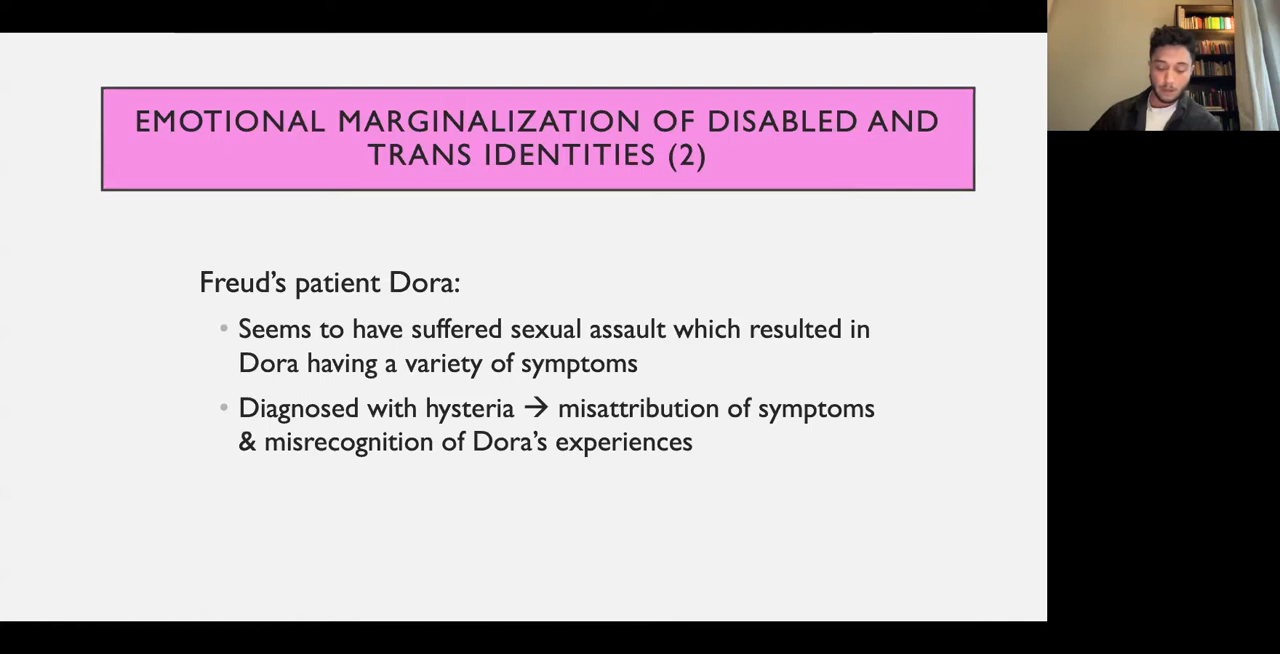 EMOTIONAL MARGINALIZATION OF DISABLED AND
TRANS IDENTITIES (2)
Freud’s patient Dora:
• Seems to have suffered sexual assault which resulted in
Dora having a variety of symptoms
• Diagnosed with hysteria → misattribution of symptoms
& misrecognition of Dora’s experiences